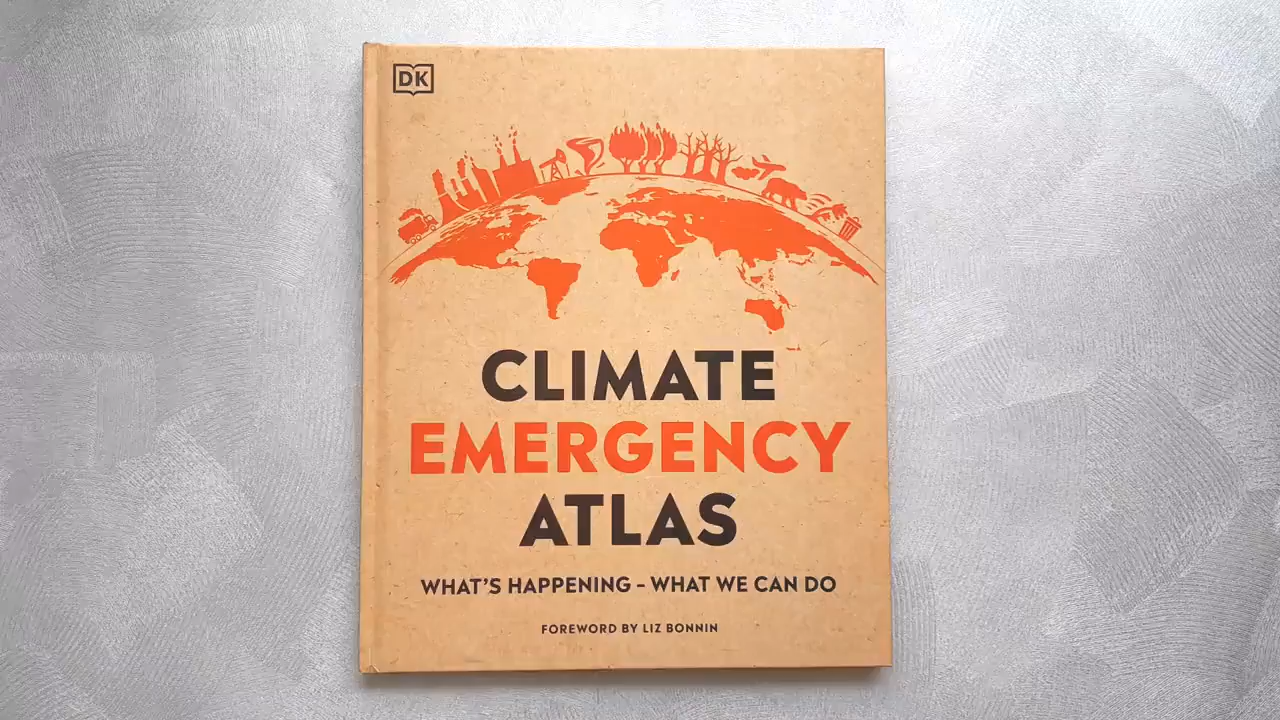 DK
CLIMATE
EMERGENCY
ATLAS
WHAT'S HAPPENING – WHAT WE CAN DO
FOREWORD BY LIZ BONNIN